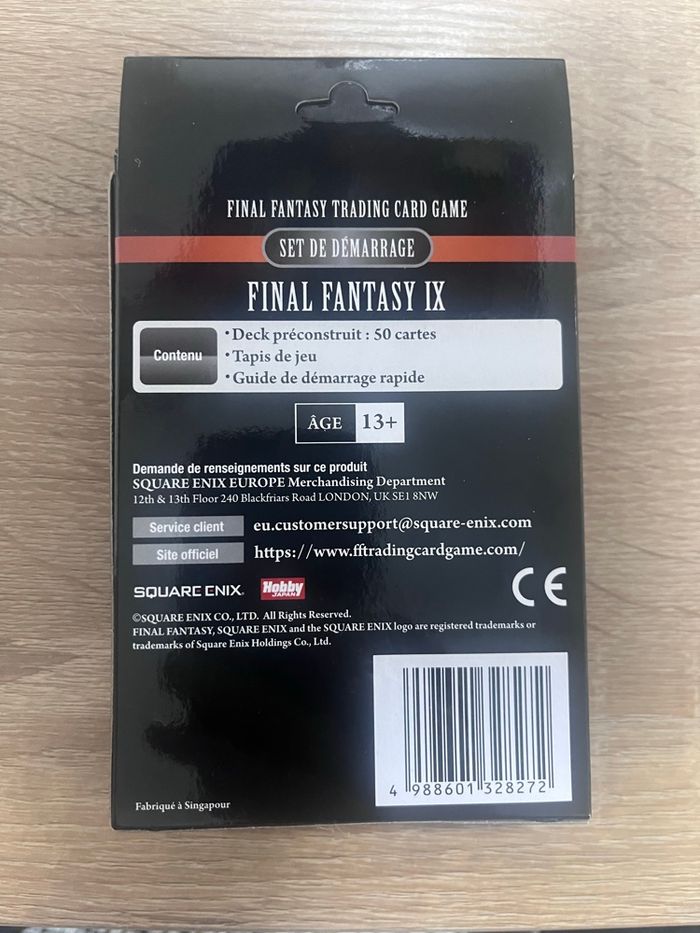 FINAL FANTASY TRADING CARD GAME
SET DE DÉMARRAGE
FINAL FANTASY IX
Contenu
• Deck préconstruit : 50 cartes
• Tapis de jeu
• Guide de démarrage rapide
ÂGE 13+
Demande de renseignements sur ce produit
SQUARE ENIX EUROPE Merchandising Department
12th & 13th Floor 240 Blackfriars Road LONDON, UK SE1 8NW
Service client eu.customersupport@square-enix.com
Site officiel https://www.fftradingcardgame.com/
SQUARE ENIX. Hobby JAPAN CE
©SQUARE ENIX CO., LTD. All Rights Reserved.
FINAL FANTASY, SQUARE ENIX and the SQUARE ENIX logo are registered trademarks or
trademarks of Square Enix Holdings Co., Ltd.
4 988601 328272
Fabriqué à Singapour